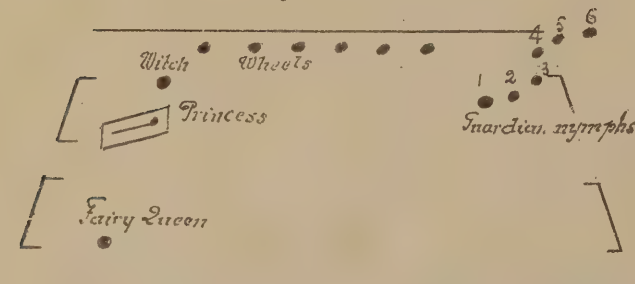 4 5 6
Witch Wheels
1 2 3
Princess
Guardian nymphs
Fairy Queen